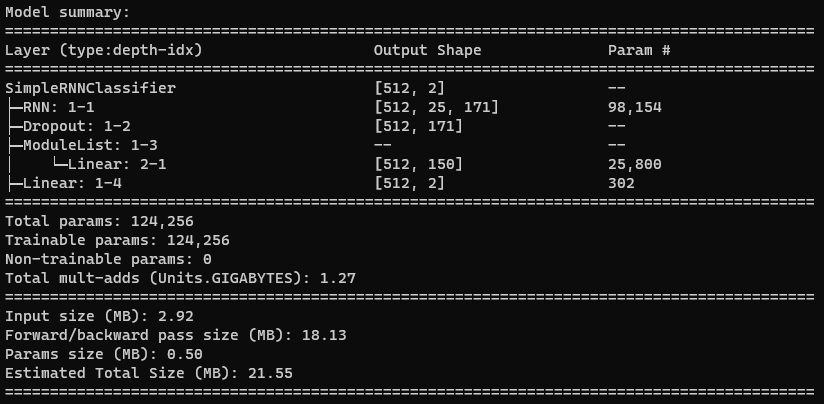 Model summary:
==========================================================================================
Layer (type:depth-idx)                   Output Shape              Param #
==========================================================================================
SimpleRNNClassifier                      [512, 2]                  --
├─RNN: 1-1                               [512, 25, 171]            98,154
├─Dropout: 1-2                           [512, 171]                --
├─ModuleList: 1-3                        --                        --
│    └─Linear: 2-1                       [512, 150]                25,800
├─Linear: 1-4                            [512, 2]                  302
==========================================================================================
Total params: 124,256
Trainable params: 124,256
Non-trainable params: 0
Total mult-adds (Units.GIGABYTES): 1.27
==========================================================================================
Input size (MB): 2.92
Forward/backward pass size (MB): 18.13
Params size (MB): 0.50
Estimated Total Size (MB): 21.55
==========================================================================================